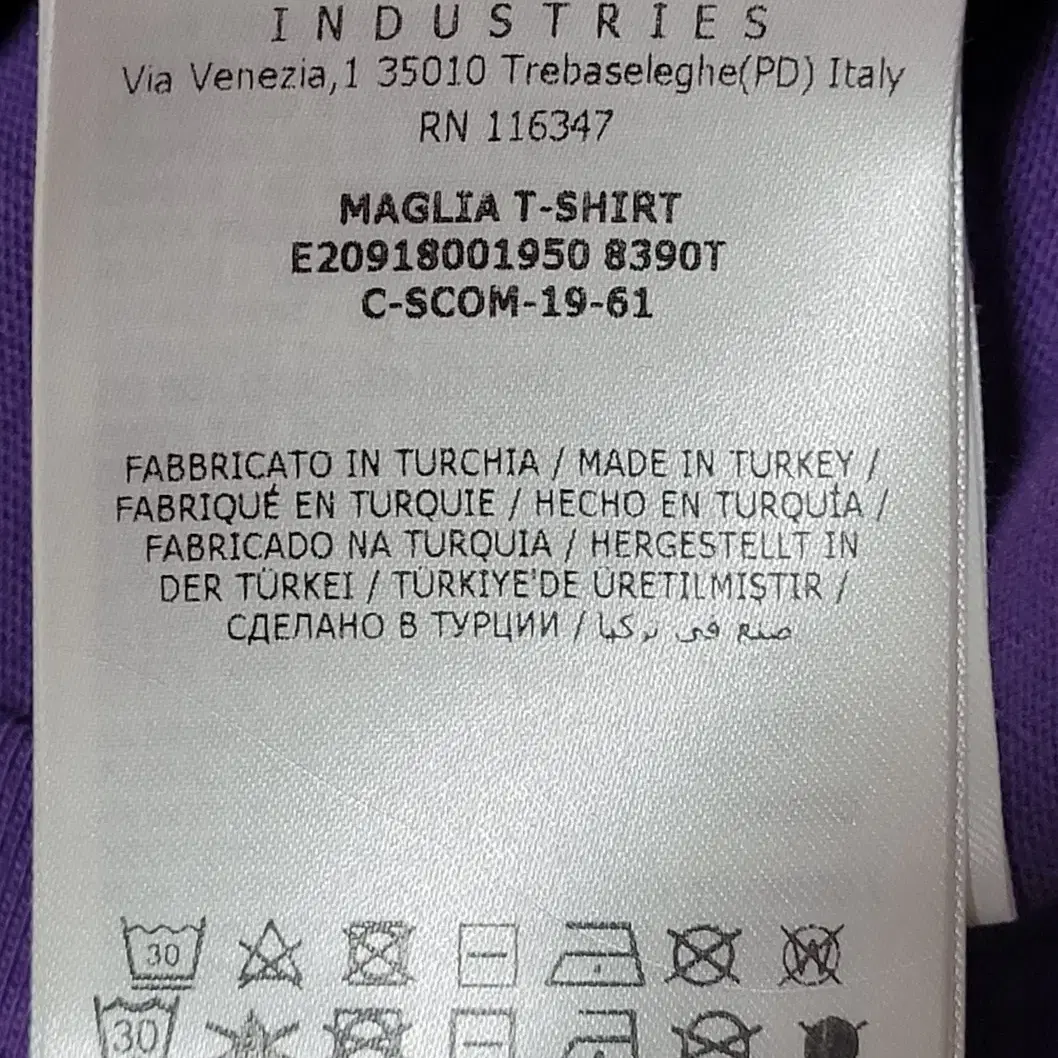 INDUSTRIES
Via Venezia,1 35010 Trebaseleghe(PD) Italy
RN 116347
MAGLIA T-SHIRT
E20918001950 8390T
C-SCOM-19-61
FABBRICATO IN TURCHIA / MADE IN TURKEY /
FABRIQUÉ EN TURQUIE / HECHO EN TURQUÍA /
FABRICADO NA TURQUIA / HERGESTELLT IN
DER TÜRKEI / TÜRKIYE'DE ÜRETILMIŞTIR /
СДЕЛАНО В ТУРЦИИ / صنع في تركيا
30
W
30